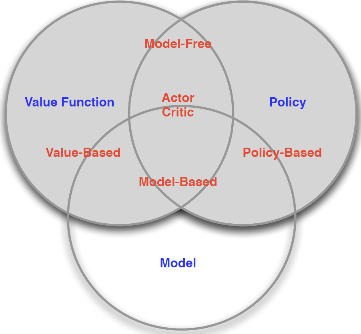 Model-Free
Value Function
Actor
Critic
Policy
Value-Based
Policy-Based
Model-Based
Model